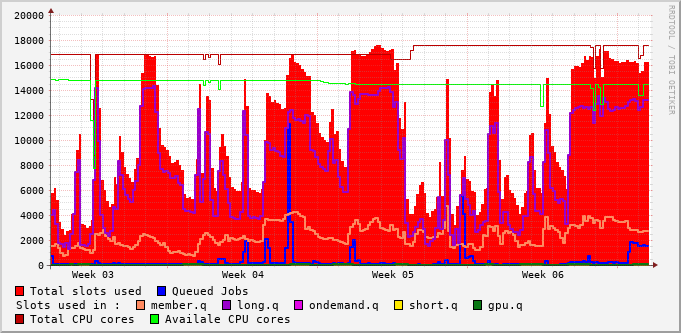 20000
18000
16000
14000
12000
10000
8000
6000
4000
2000
0
Week 03 Week 04 Week 05 Week 06
Total slots used Queued Jobs
Slots used in : member.q long.q ondemand.q short.q gpu.q
Total CPU cores Availale CPU cores
RRDTOOL / TOBI OETIKER